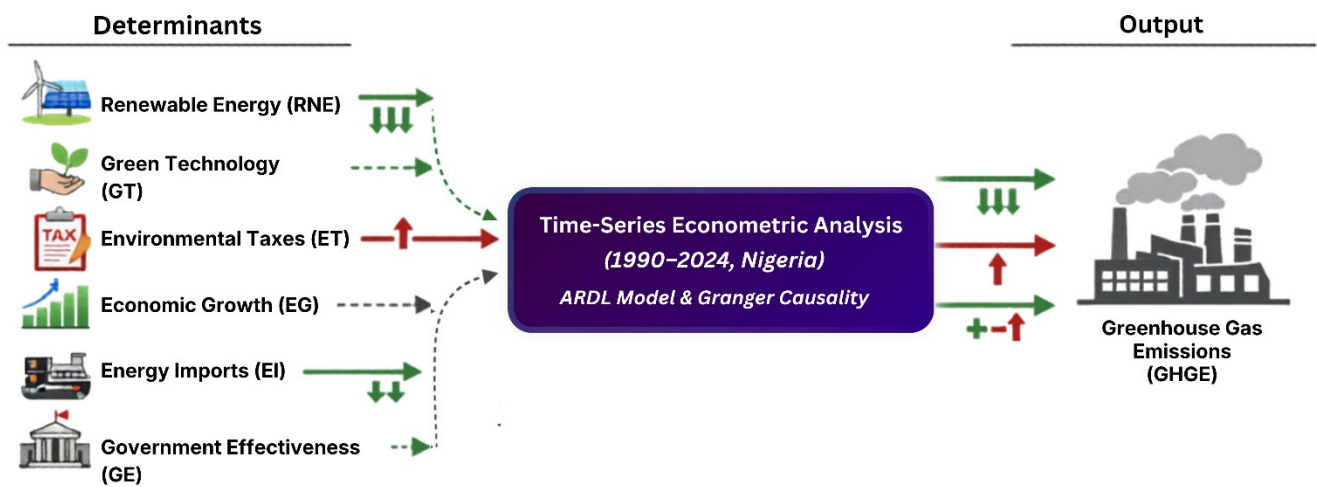 Determinants
Output
Renewable Energy (RNE)
Green Technology
(GT)
TAX
Environmental Taxes (ET)
Economic Growth (EG)
Energy Imports (EI)
Government Effectiveness
(GE)
Time-Series Econometric Analysis
(1990–2024, Nigeria)
ARDL Model & Granger Causality
Greenhouse Gas
Emissions
(GHGE)